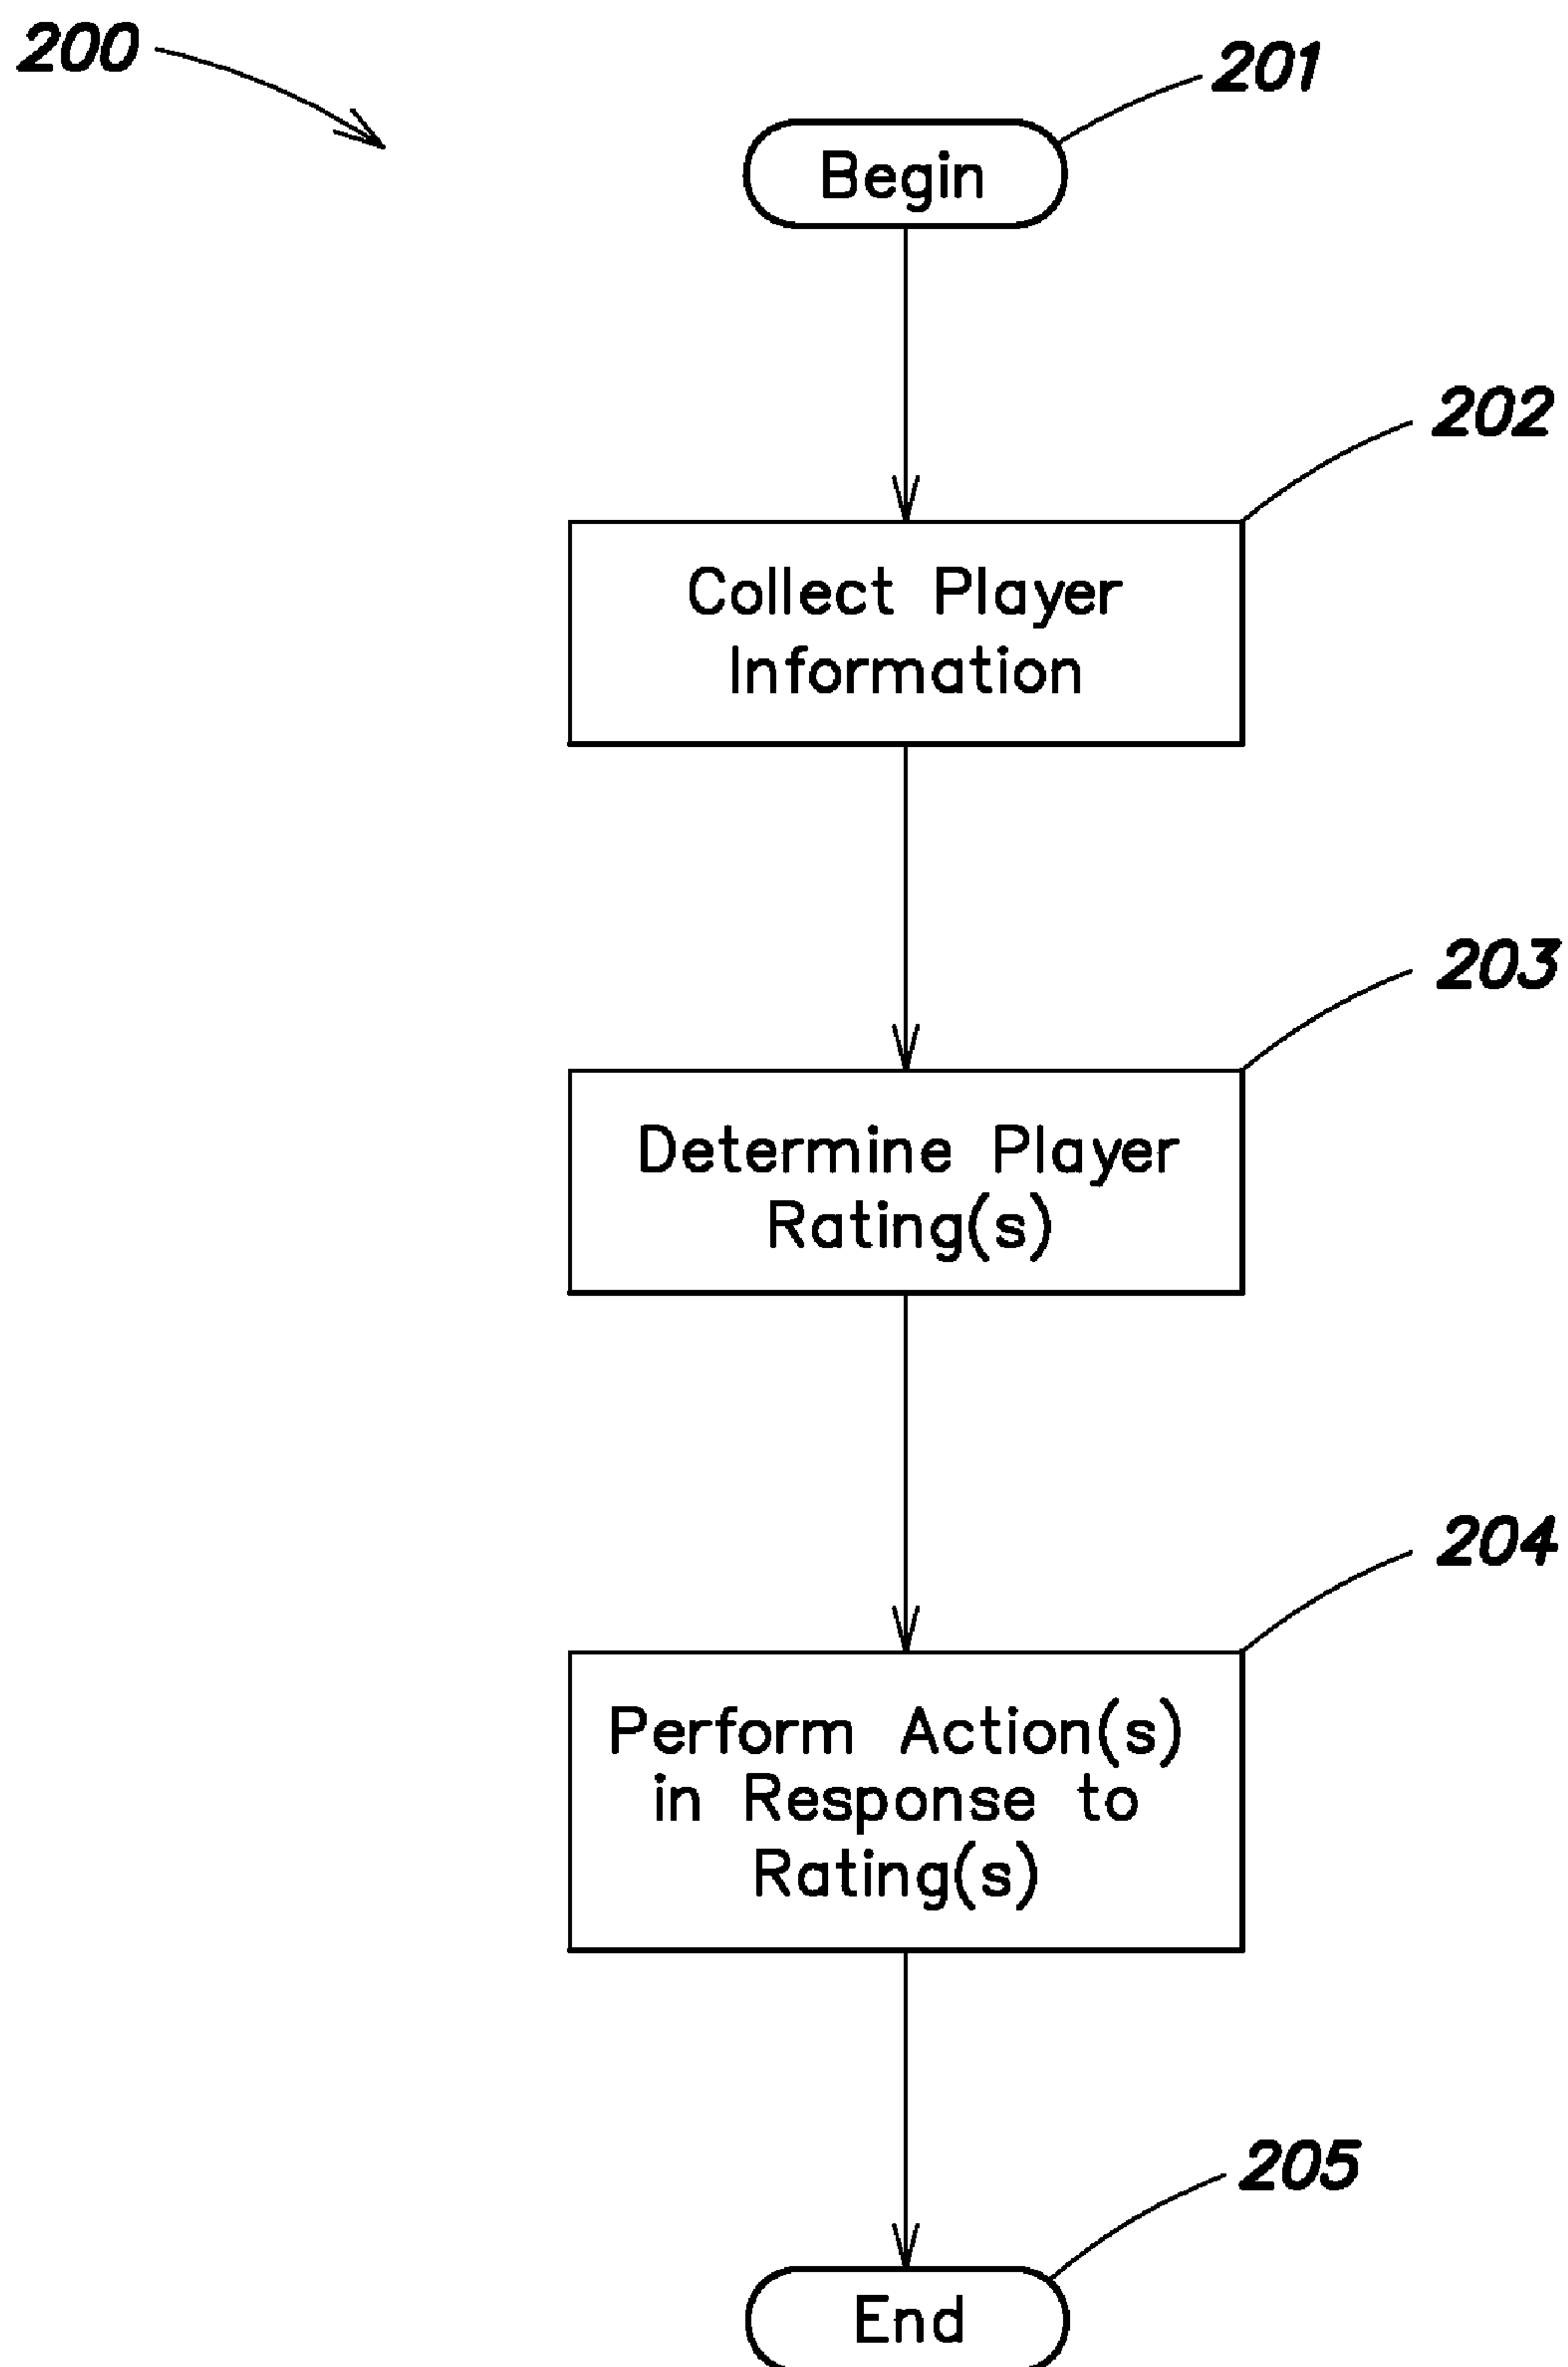 200
201
Begin
202
Collect Player
Information
203
Determine Player
Rating(s)
204
Perform Action(s)
in Response to
Rating(s)
205
End